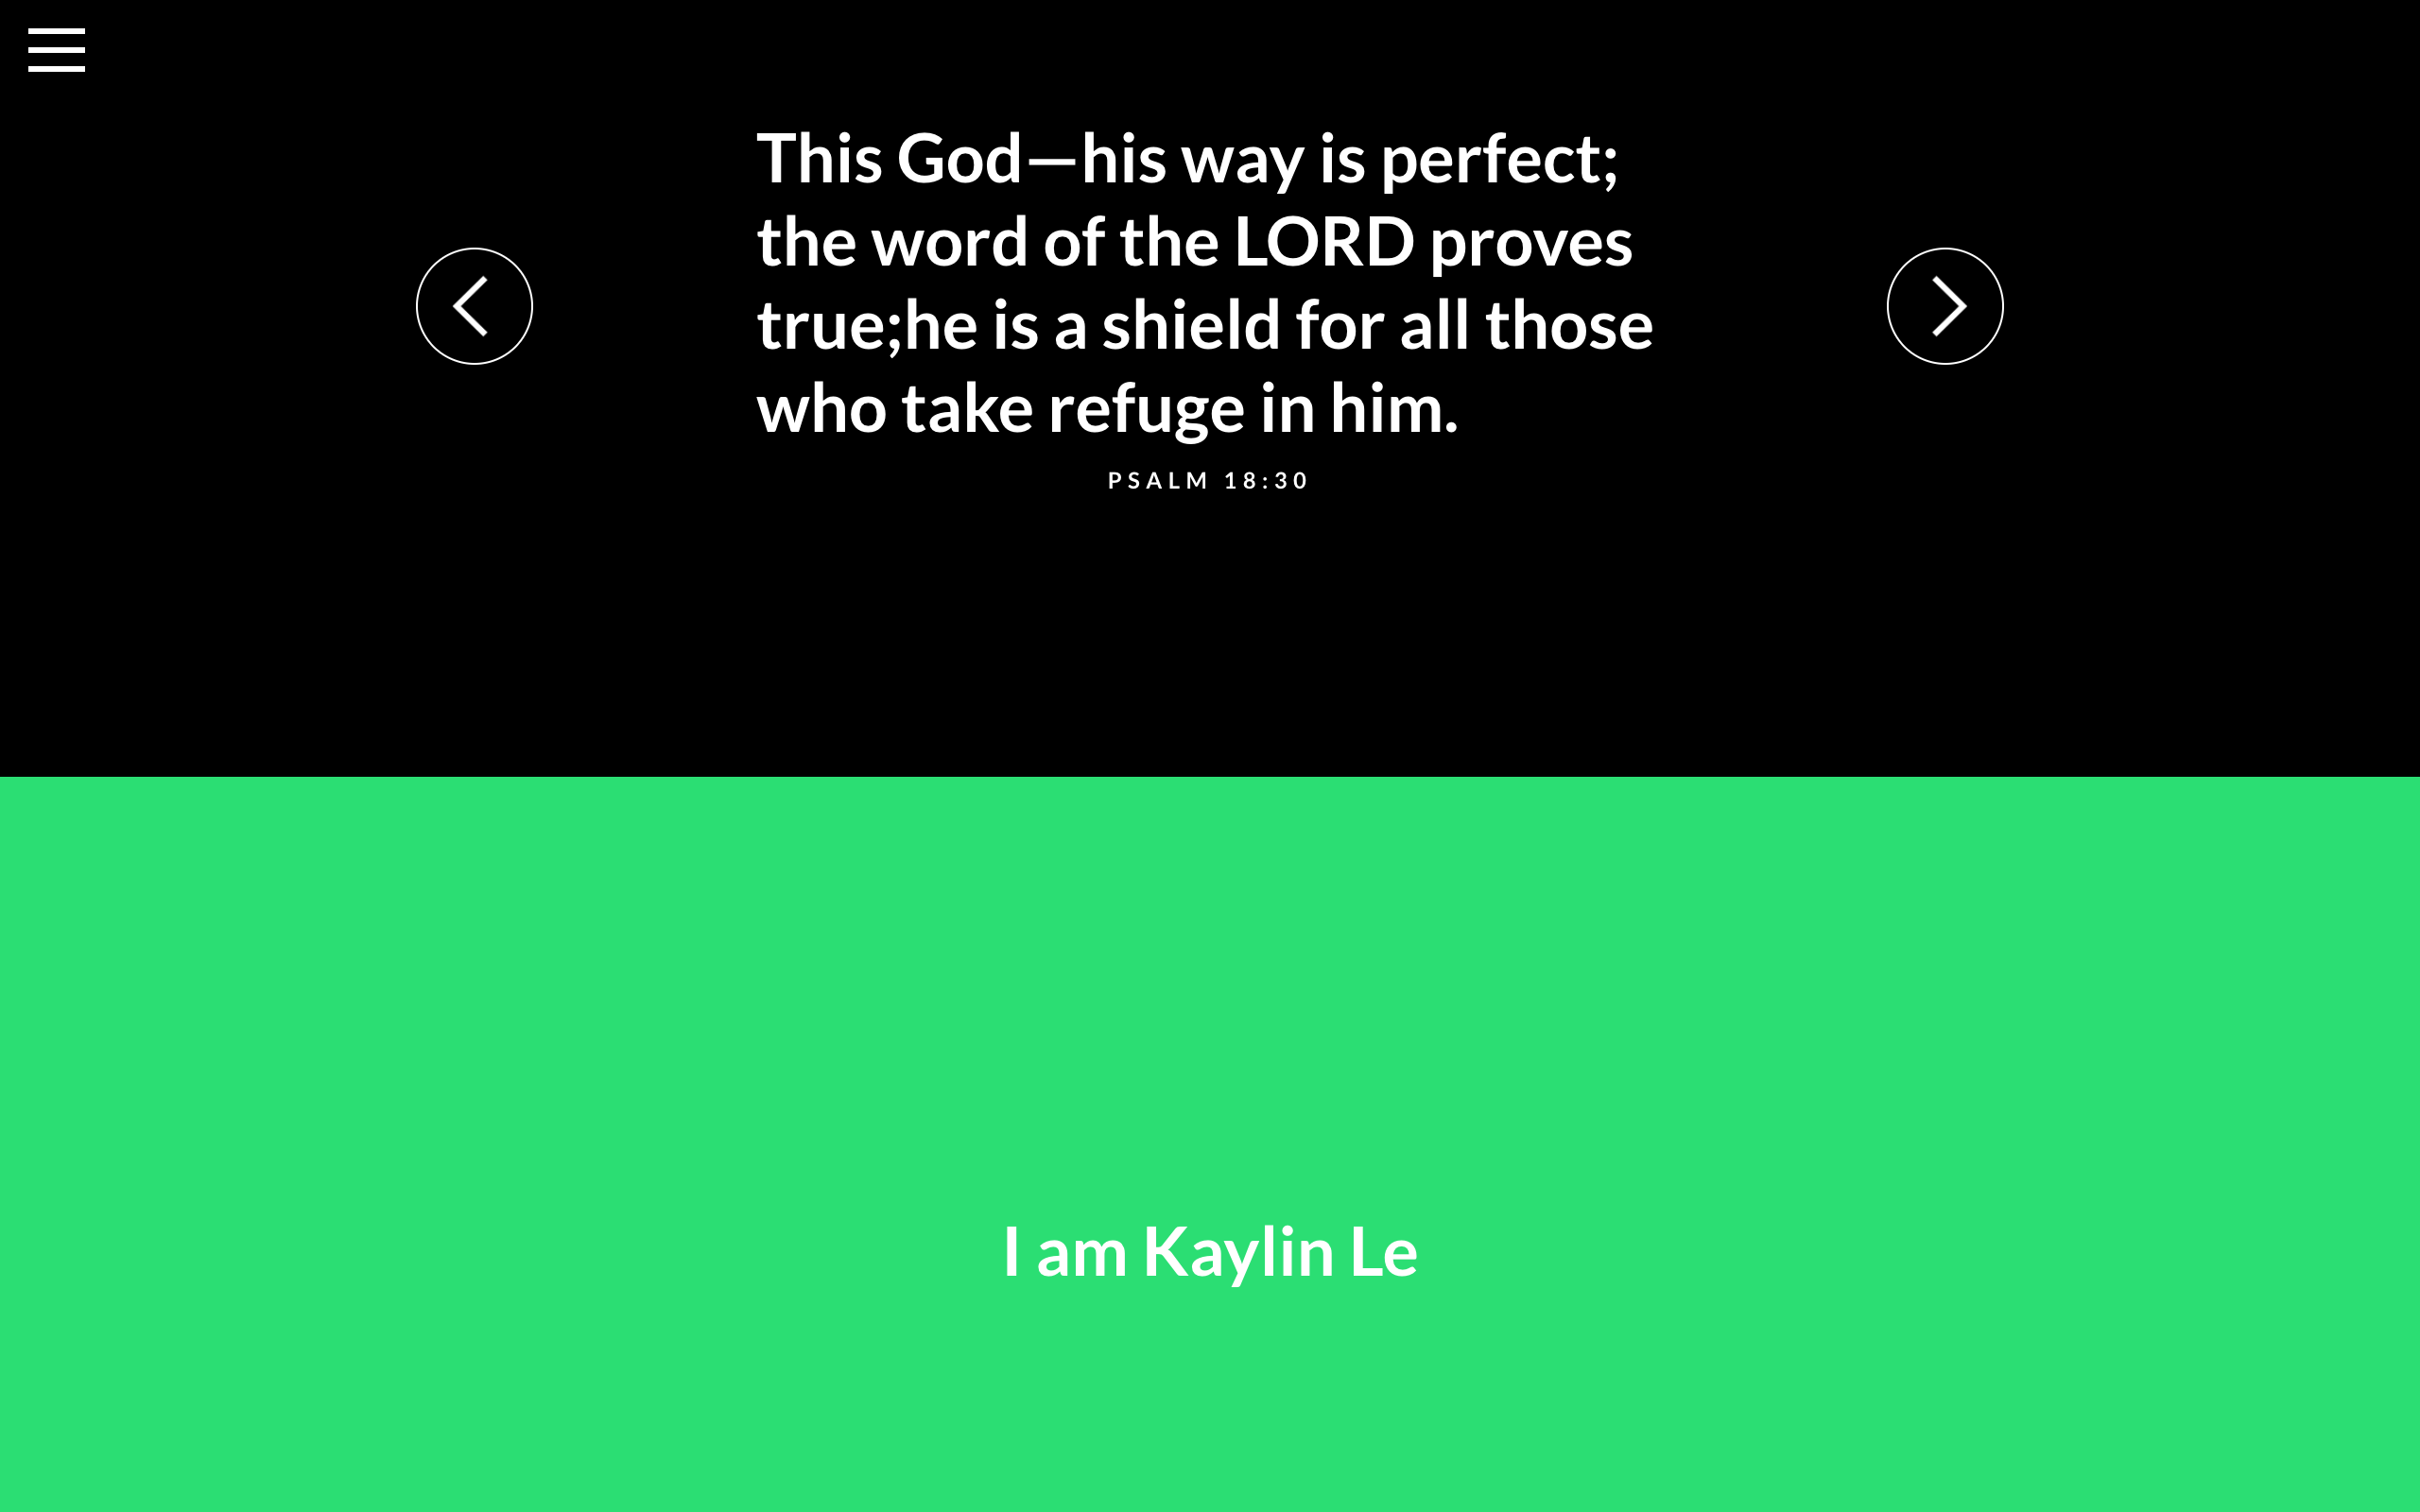 This God—his way is perfect;
the word of the LORD proves
true;he is a shield for all those
who take refuge in him.
PSALM 18:30
I am Kaylin Le